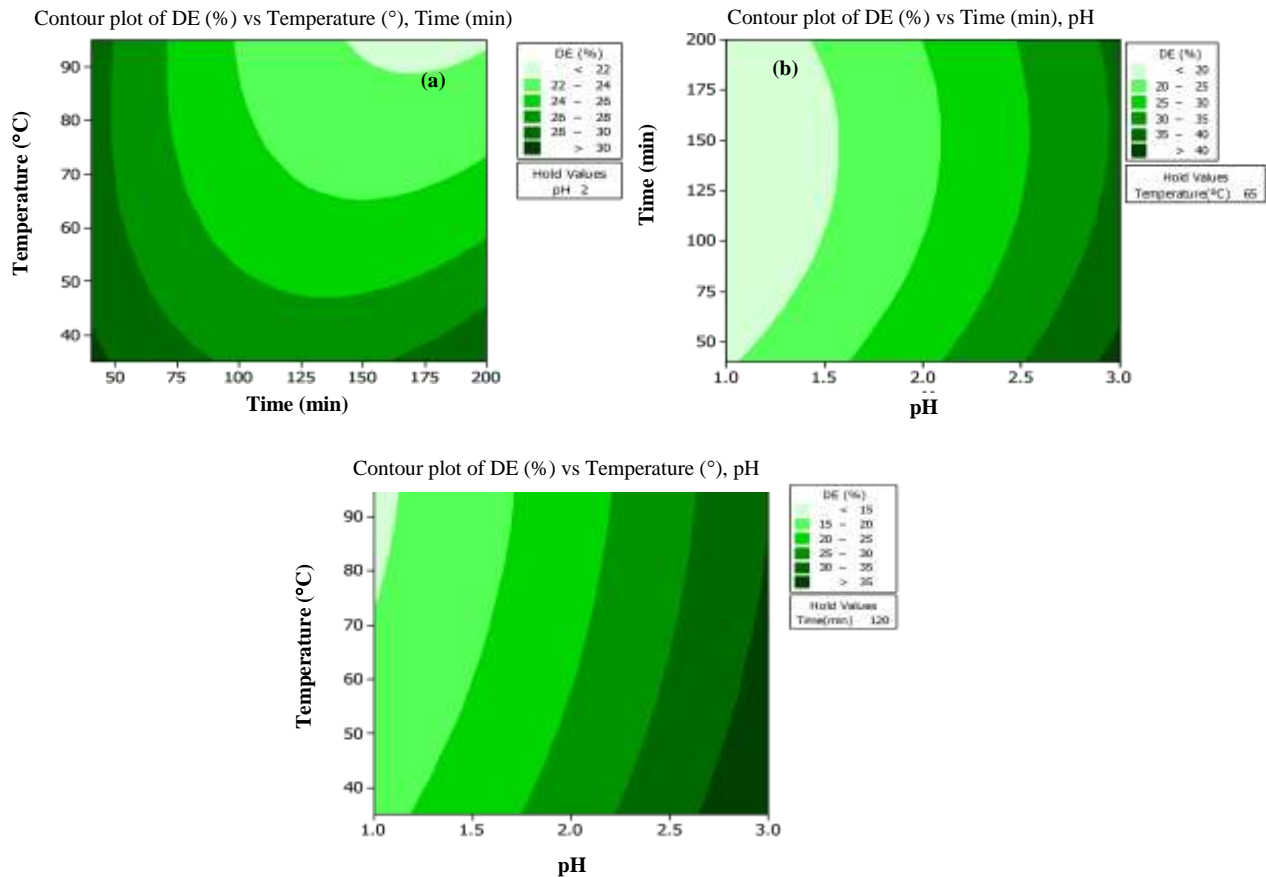 Contour plot of DE (%) vs Temperature (°), Time (min)
Temperature (°C)
90
80
70
60
50
40
(a)
50 75 100 125 150 175 200
Time (min)
DE (%)
< 22
22 – 24
24 – 26
26 – 28
28 – 30
> 30
Hold Values
pH 2
Contour plot of DE (%) vs Time (min), pH
Time (min)
200
175
150
125
100
75
50
(b)
1.0 1.5 2.0 2.5 3.0
pH
DE (%)
< 20
20 – 25
25 – 30
30 – 35
35 – 40
> 40
Hold Values
Temperature(°C) 65
Contour plot of DE (%) vs Temperature (°), pH
Temperature (°C)
90
80
70
60
50
40
1.0 1.5 2.0 2.5 3.0
pH
DE (%)
< 15
15 – 20
20 – 25
25 – 30
30 – 35
> 35
Hold Values
Time(min) 120